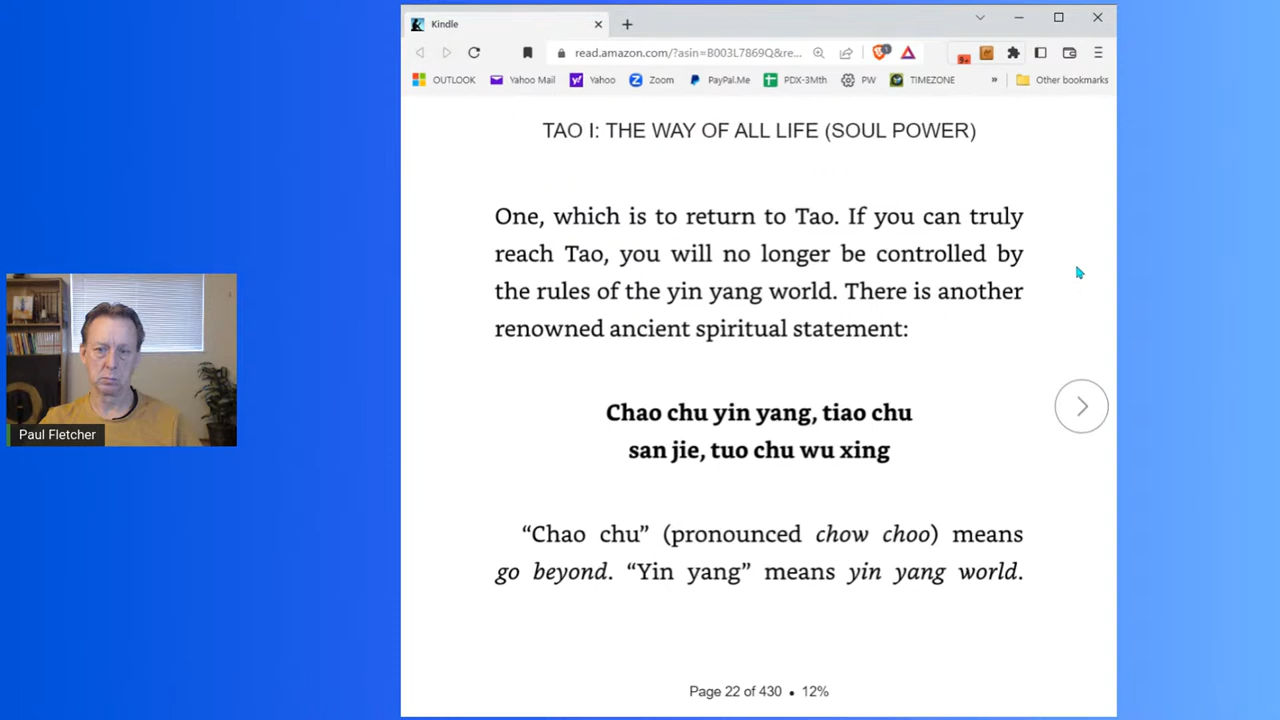 Kindle
read.amazon.com/?asin=B003L7869Q&re...
9+
OUTLOOK Yahoo Mail Yahoo Zoom PayPal.Me PDX-3Mth PW TIMEZONE » Other bookmarks
TAO I: THE WAY OF ALL LIFE (SOUL POWER)
One, which is to return to Tao. If you can truly
reach Tao, you will no longer be controlled by
the rules of the yin yang world. There is another
renowned ancient spiritual statement:
Chao chu yin yang, tiao chu
san jie, tuo chu wu xing
“Chao chu” (pronounced chow choo) means
go beyond. “Yin yang” means yin yang world.
Page 22 of 430 • 12%
Paul Fletcher